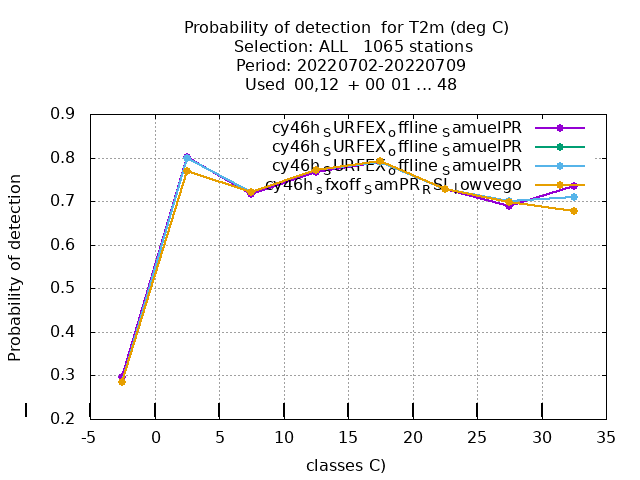 Probability of detection  for T2m (deg C)
Selection: ALL   1065 stations
Period: 20220702-20220709
Used  00,12  + 00 01 ... 48
Probability of detection
0.9
0.8
0.7
0.6
0.5
0.4
0.3
0.2
cy46h_SURFEX_offline_SamuelPR
cy46h_SURFEX_offline_SamuelPR
cy46h_SURFEX_offline_SamuelPR
cy46h_sfxoff_SamPR_RSL_lowvego
-5 0 5 10 15 20 25 30 35
classes C)